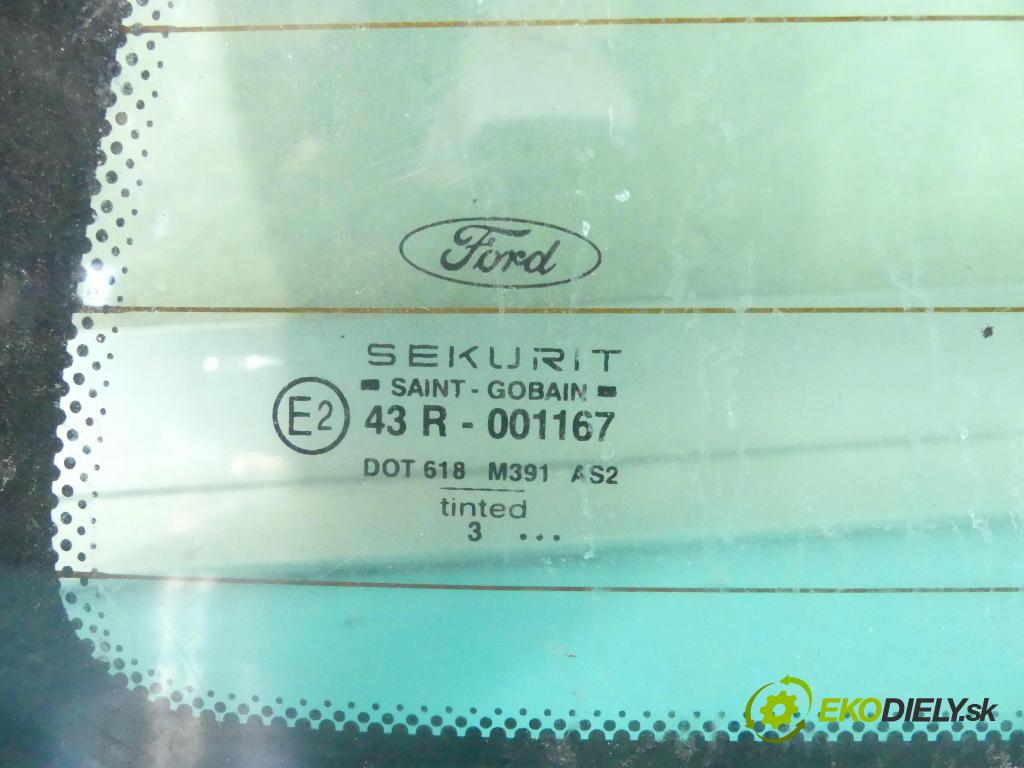 Ford
SEKURIT
SAINT - GOBAIN
E2
43 R - 001167
DOT 618 M391 AS2
tinted
3 ...
EKODIELY.sk